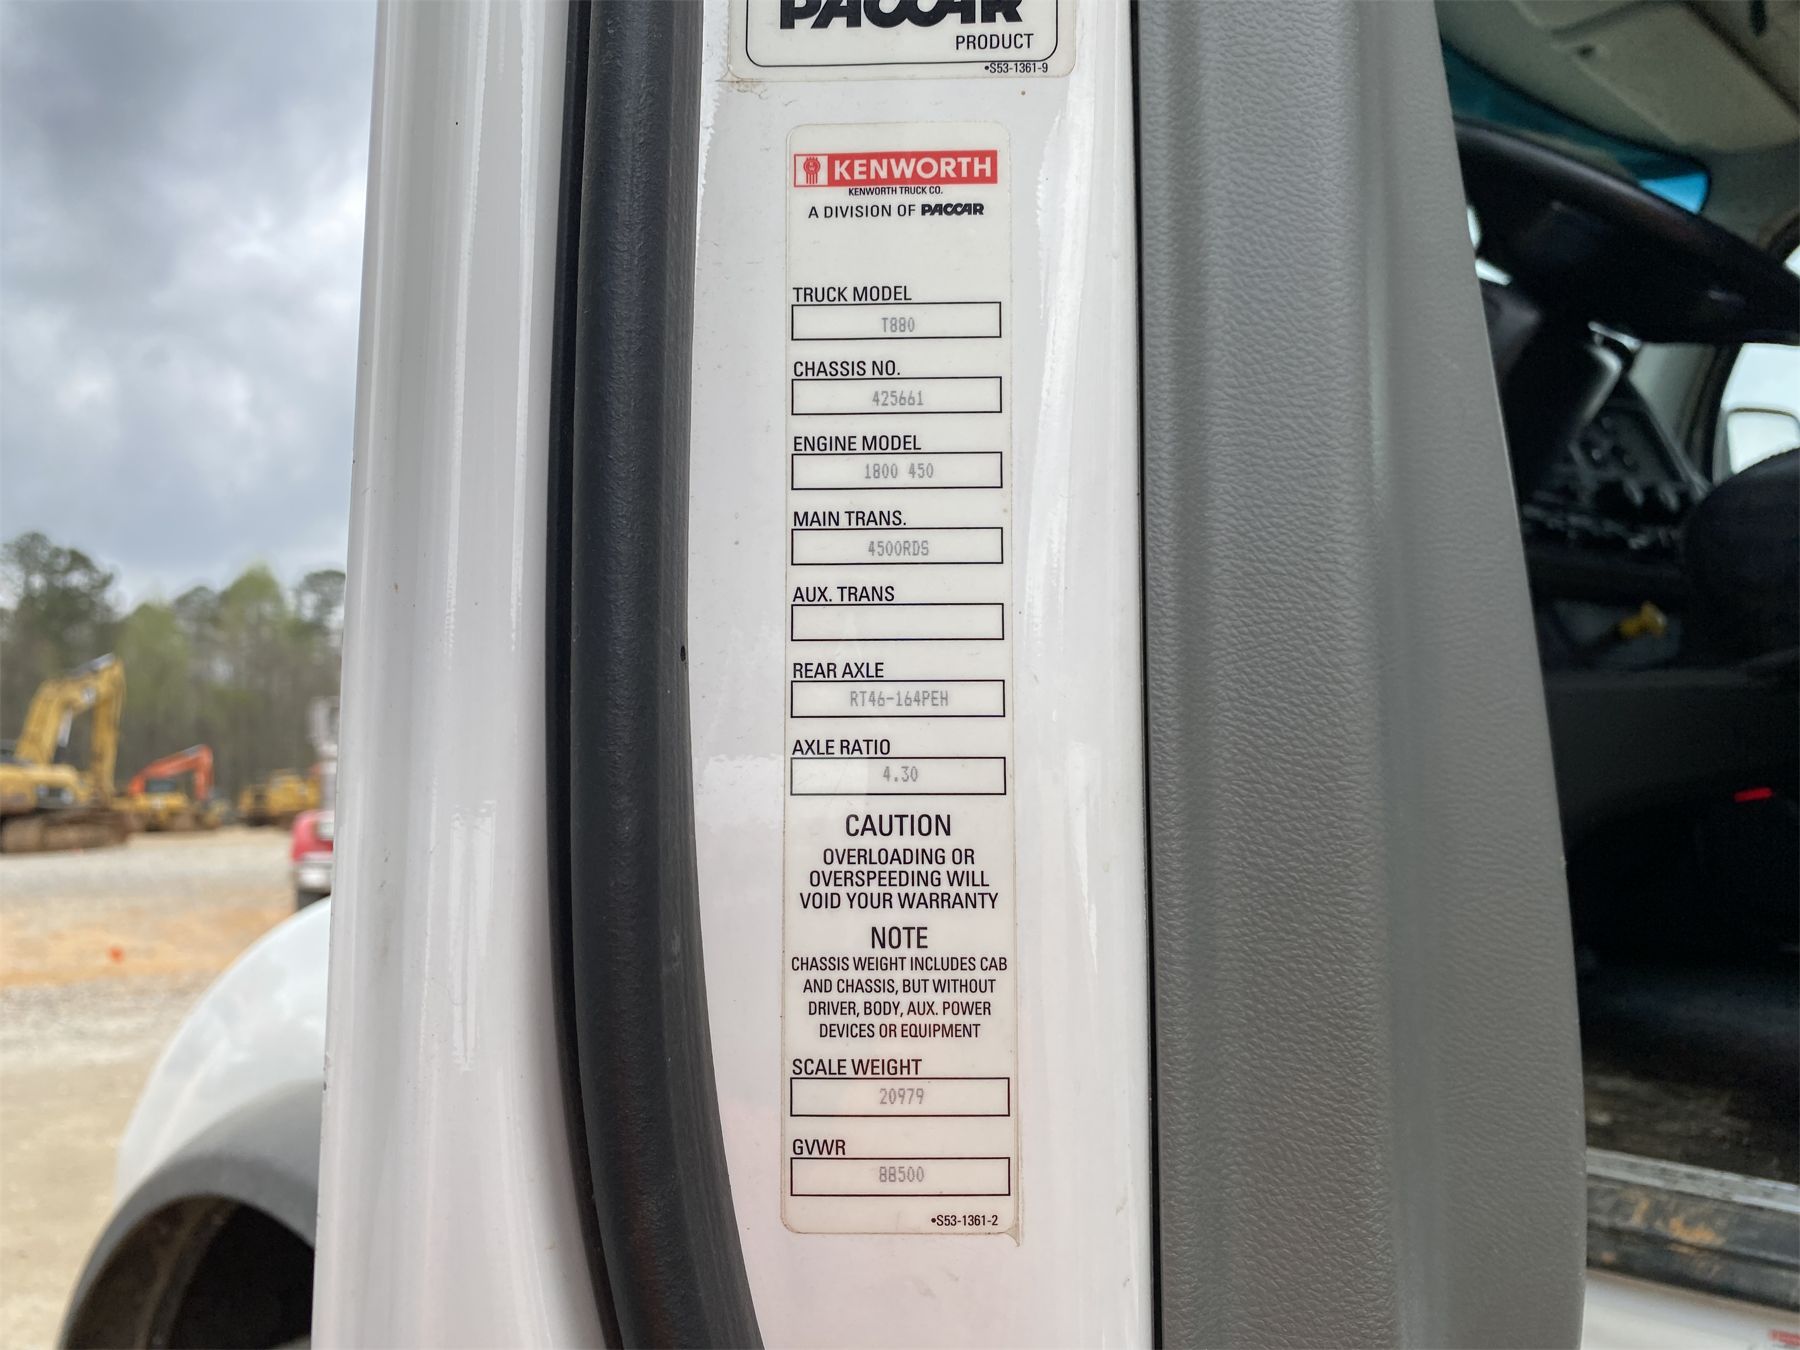 PACCAR
PRODUCT
•S53-1361-9
KENWORTH
KENWORTH TRUCK CO.
A DIVISION OF PACCAR
TRUCK MODEL
T880
CHASSIS NO.
425661
ENGINE MODEL
1800 450
MAIN TRANS.
4500RDS
AUX. TRANS
REAR AXLE
RT46-164PEH
AXLE RATIO
4.30
CAUTION
OVERLOADING OR
OVERSPEEDING WILL
VOID YOUR WARRANTY
NOTE
CHASSIS WEIGHT INCLUDES CAB
AND CHASSIS, BUT WITHOUT
DRIVER, BODY, AUX. POWER
DEVICES OR EQUIPMENT
SCALE WEIGHT
20979
GVWR
88500
•S53-1361-2